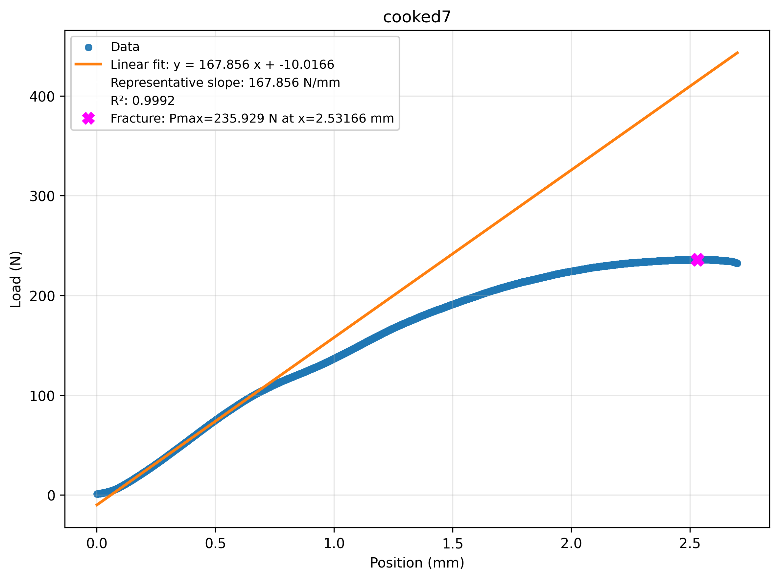 cooked7
Data
Linear fit: y = 167.856 x + -10.0166
Representative slope: 167.856 N/mm
R²: 0.9992
Fracture: Pmax=235.929 N at x=2.53166 mm
Load (N)
400
300
200
100
0
0.0 0.5 1.0 1.5 2.0 2.5
Position (mm)